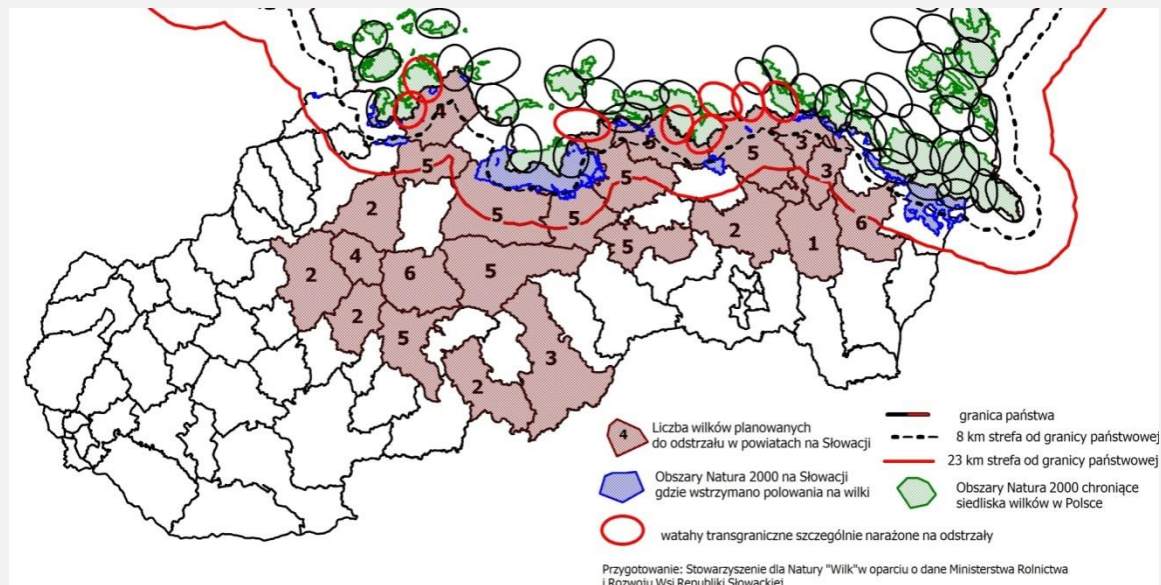 4
3
5
5
3
5
2
5
5
6
2
1
5
4
2
6
5
2
5
3
2
4
Liczba wilków planowanych
do odstrzału w powiatach na Słowacji
Obszary Natura 2000 na Słowacji
gdzie wstrzymano polowania na wilki
watahy transgraniczne szczególnie narażone na odstrzały
granica państwa
8 km strefa od granicy państwowej
23 km strefa od granicy państwowej
Obszary Natura 2000 chroniące
siedliska wilków w Polsce
Przygotowanie: Stowarzyszenie dla Natury "Wilk"w oparciu o dane Ministerstwa Rolnictwa
i Rozwoju Wsi Republiki Słowackiej